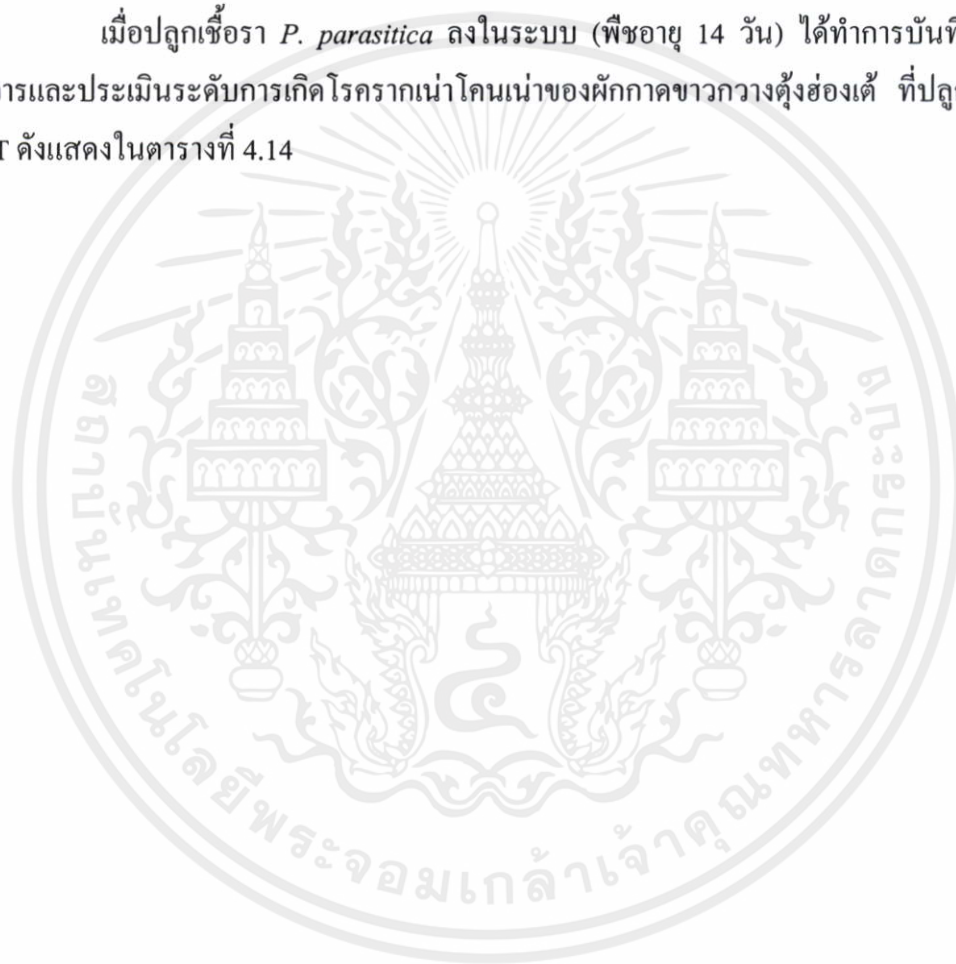 เมื่อปลูกเชื้อรา P. parasitica ลงในระบบ (พืชอายุ 14 วัน) ได้ทำการบันทึ
ารและประเมินระดับการเกิดโรครากเน่าโคนเน่าของผักกาดขาวกวางตุ้งฮ่องเต้ ที่ปลูก
T ดังแสดงในตารางที่ 4.14
สถาบันเทคโนโลยีพระจอมเกล้าเจ้าคุณทหารลาดกระบัง